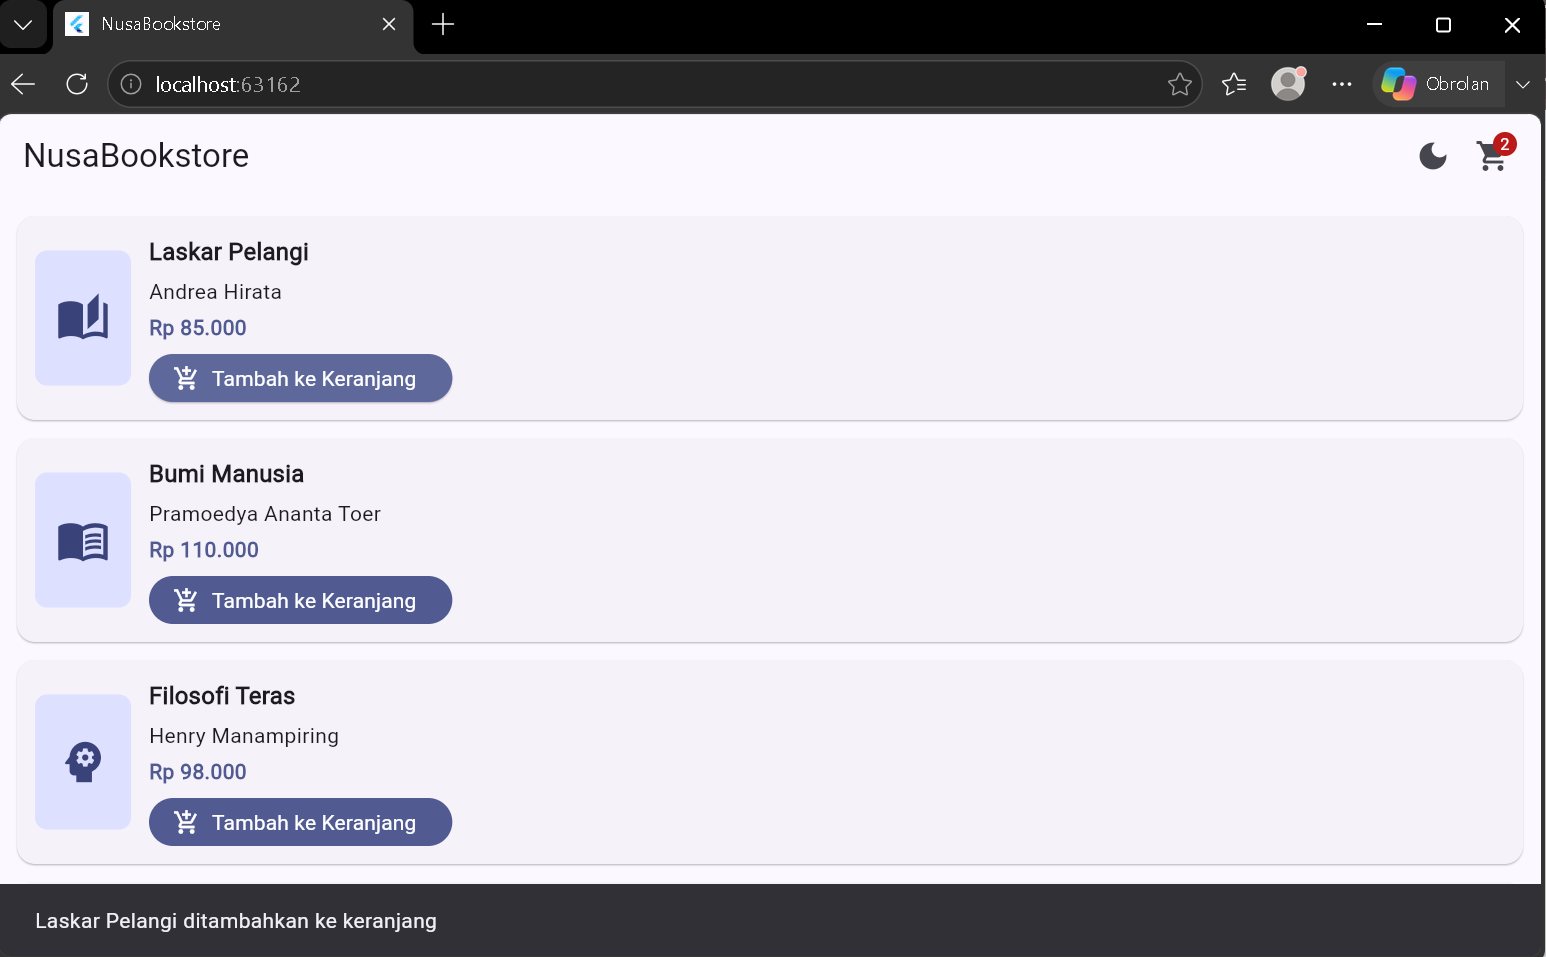 NusaBookstore
localhost:63162
Obrolan
NusaBookstore
2
Laskar Pelangi
Andrea Hirata
Rp 85.000
Tambah ke Keranjang
Bumi Manusia
Pramoedya Ananta Toer
Rp 110.000
Tambah ke Keranjang
Filosofi Teras
Henry Manampiring
Rp 98.000
Tambah ke Keranjang
Laskar Pelangi ditambahkan ke keranjang